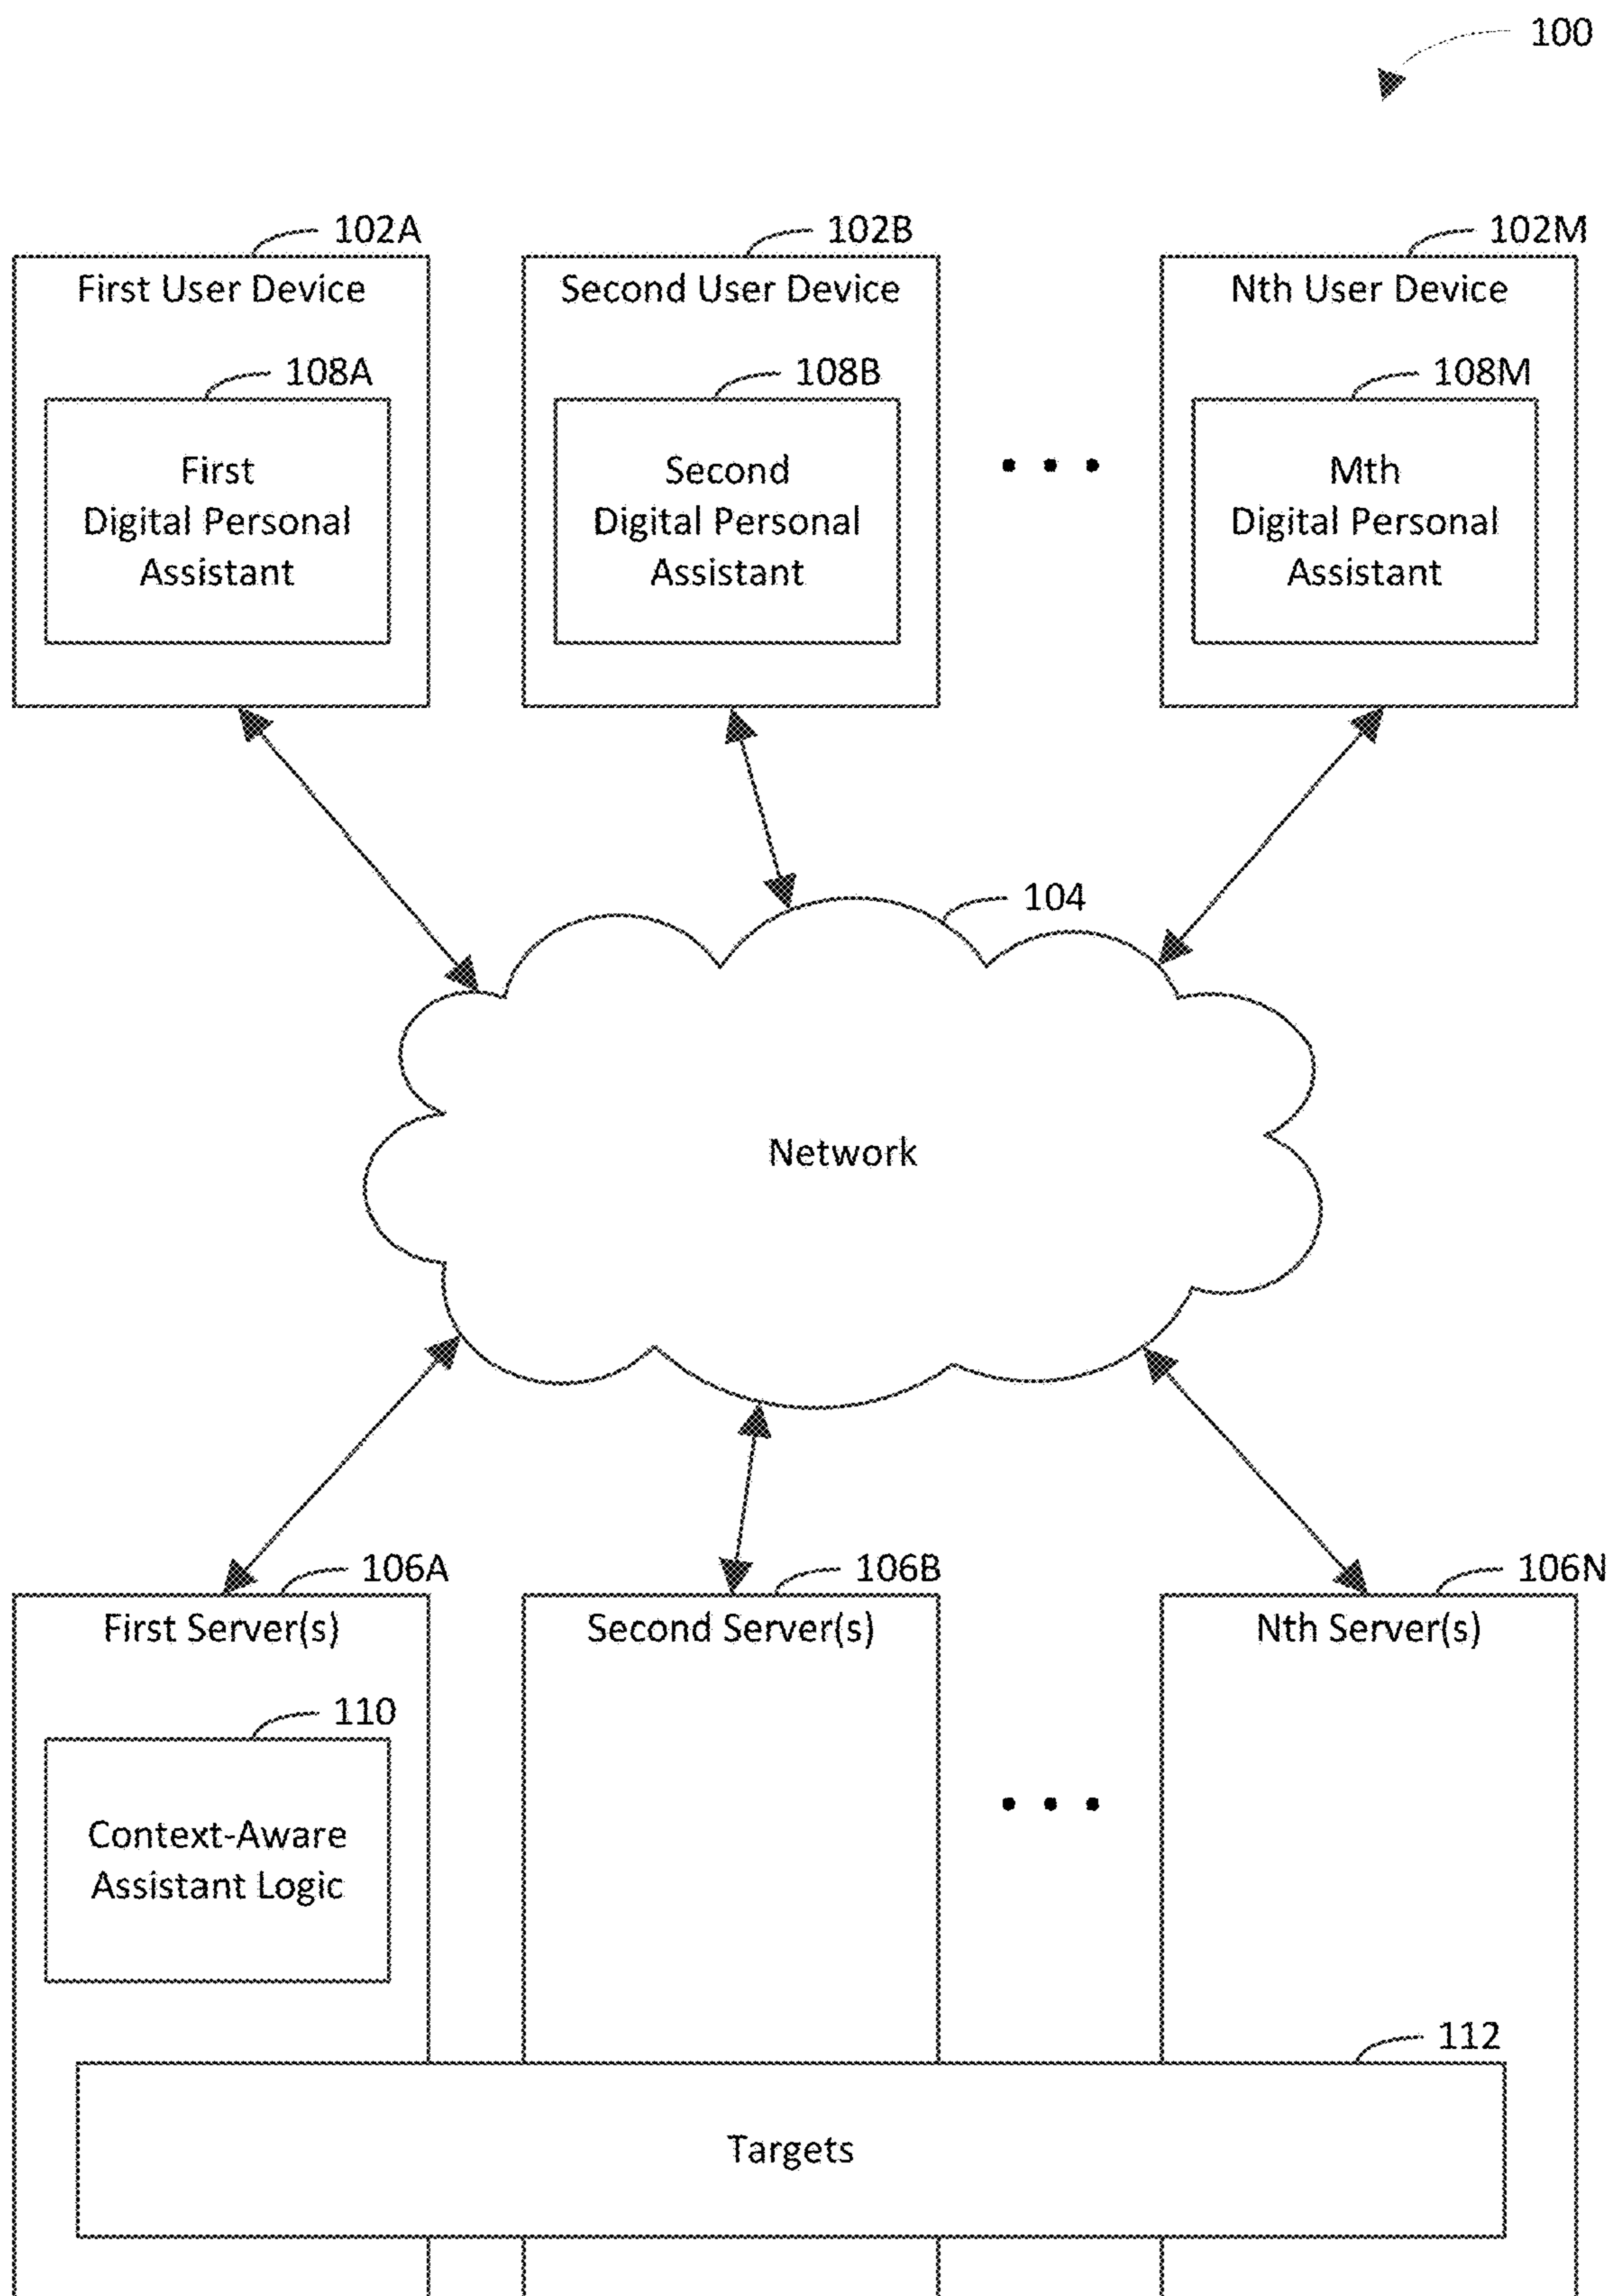 100
102A
102B
102M
First User Device
Second User Device
Nth User Device
108A
108B
108M
First
Digital Personal
Assistant
Second
Digital Personal
Assistant
• • •
Mth
Digital Personal
Assistant
104
Network
106A
106B
106N
First Server(s)
Second Server(s)
Nth Server(s)
110
Context-Aware
Assistant Logic
• • •
112
Targets